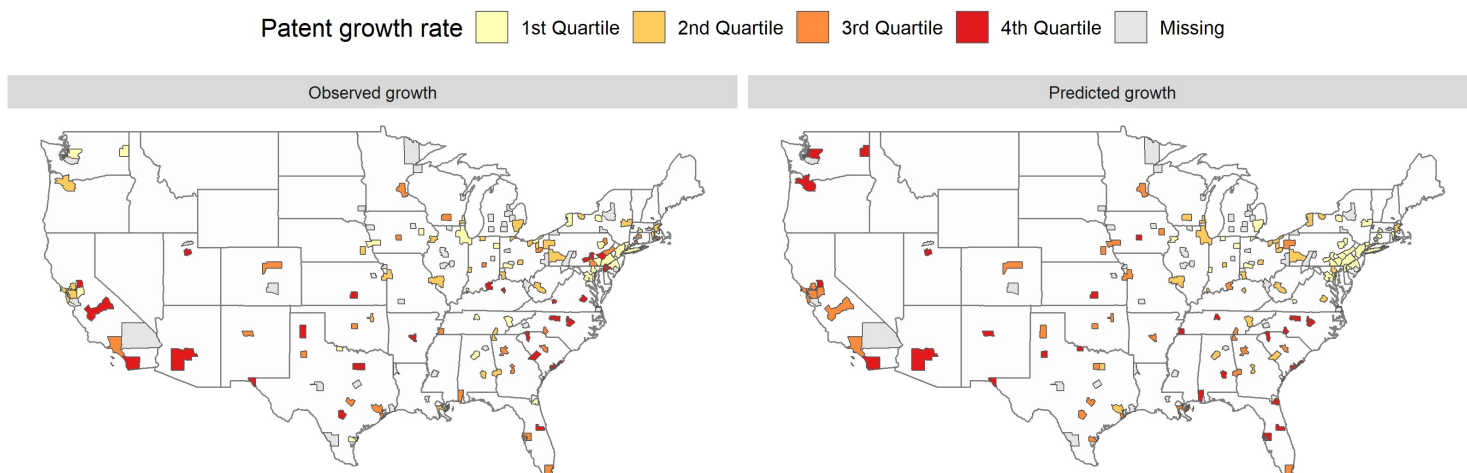 Patent growth rate 1st Quartile 2nd Quartile 3rd Quartile 4th Quartile Missing
Observed growth
Predicted growth